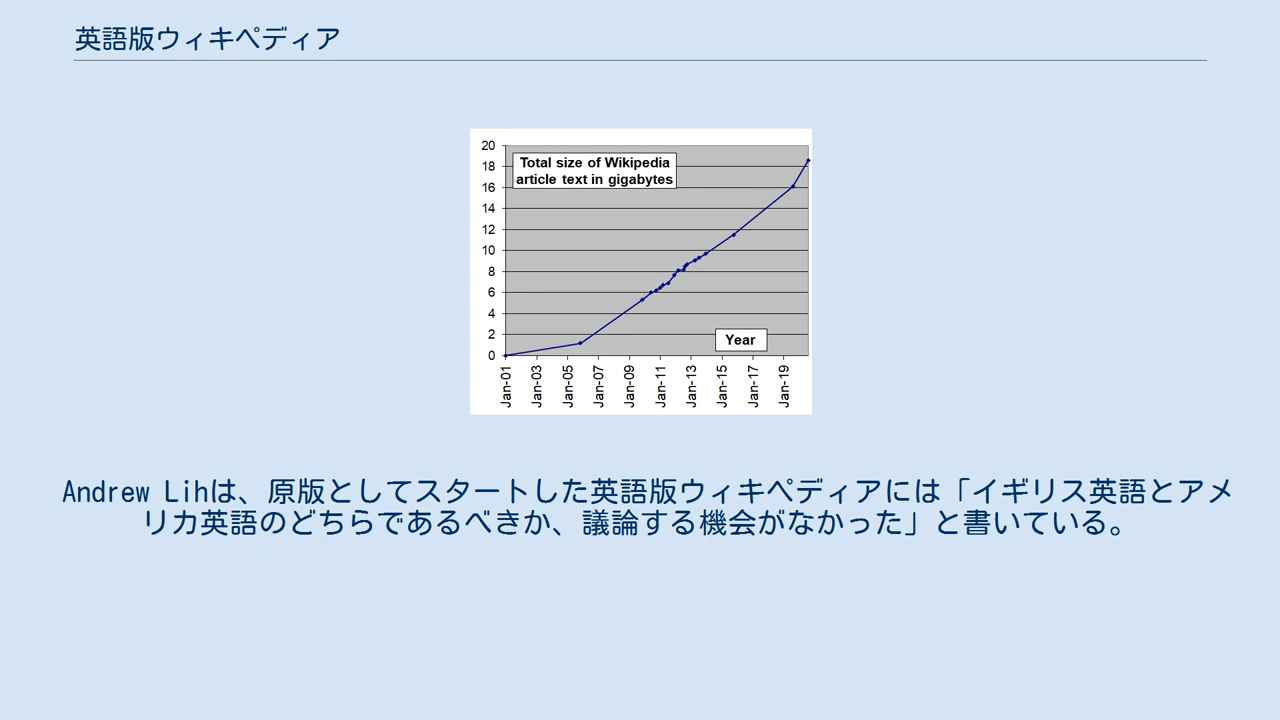 英語版ウィキペディア
Total size of Wikipedia
article text in gigabytes
20
18
16
14
12
10
8
6
4
2
0
Year
Jan-01
Jan-03
Jan-05
Jan-07
Jan-09
Jan-11
Jan-13
Jan-15
Jan-17
Jan-19
Andrew Lihは、原版としてスタートした英語版ウィキペディアには「イギリス英語とアメ
リカ英語のどちらであるべきか、議論する機会がなかった」と書いている。